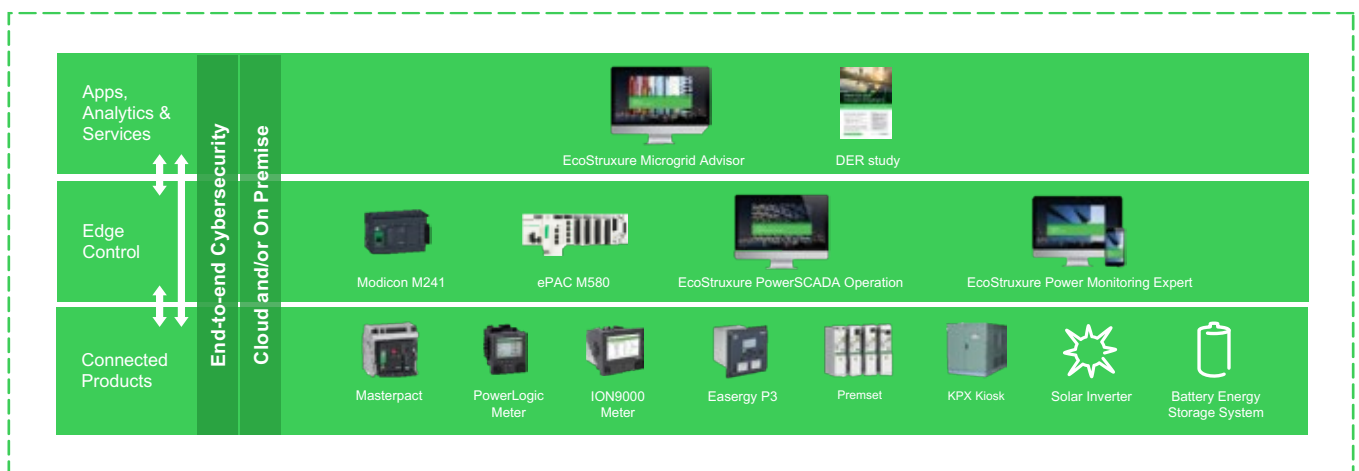 Apps,
Analytics &
Services
End-to-end Cybersecurity
Cloud and/or On Premise
EcoStruxure Microgrid Advisor
DER study
Edge
Control
Modicon M241
ePAC M580
EcoStruxure PowerSCADA Operation
EcoStruxure Power Monitoring Expert
Connected
Products
Masterpact
PowerLogic
Meter
ION9000
Meter
Easergy P3
Premset
KPX Kiosk
Solar Inverter
Battery Energy
Storage System